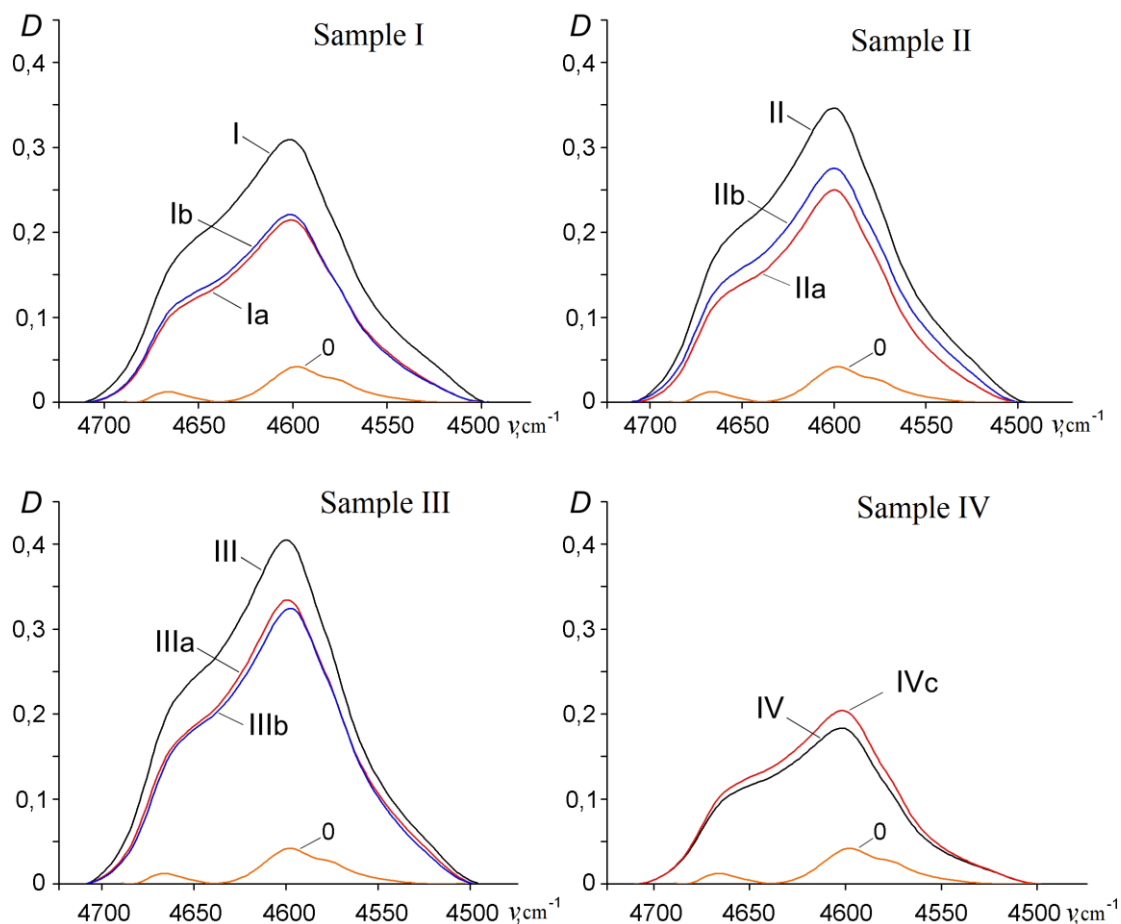 D
Sample I
0,4
0,3
0,2
0,1
0
I
Ib
Ia
0
4700 4650 4600 4550 4500 ν,cm⁻¹
D
Sample II
0,4
0,3
0,2
0,1
0
II
IIb
IIa
0
4700 4650 4600 4550 4500 ν,cm⁻¹
D
Sample III
0,4
0,3
0,2
0,1
0
III
IIIa
IIIb
0
4700 4650 4600 4550 4500 ν,cm⁻¹
D
Sample IV
0,4
0,3
0,2
0,1
0
IVc
IV
0
4700 4650 4600 4550 4500 ν,cm⁻¹